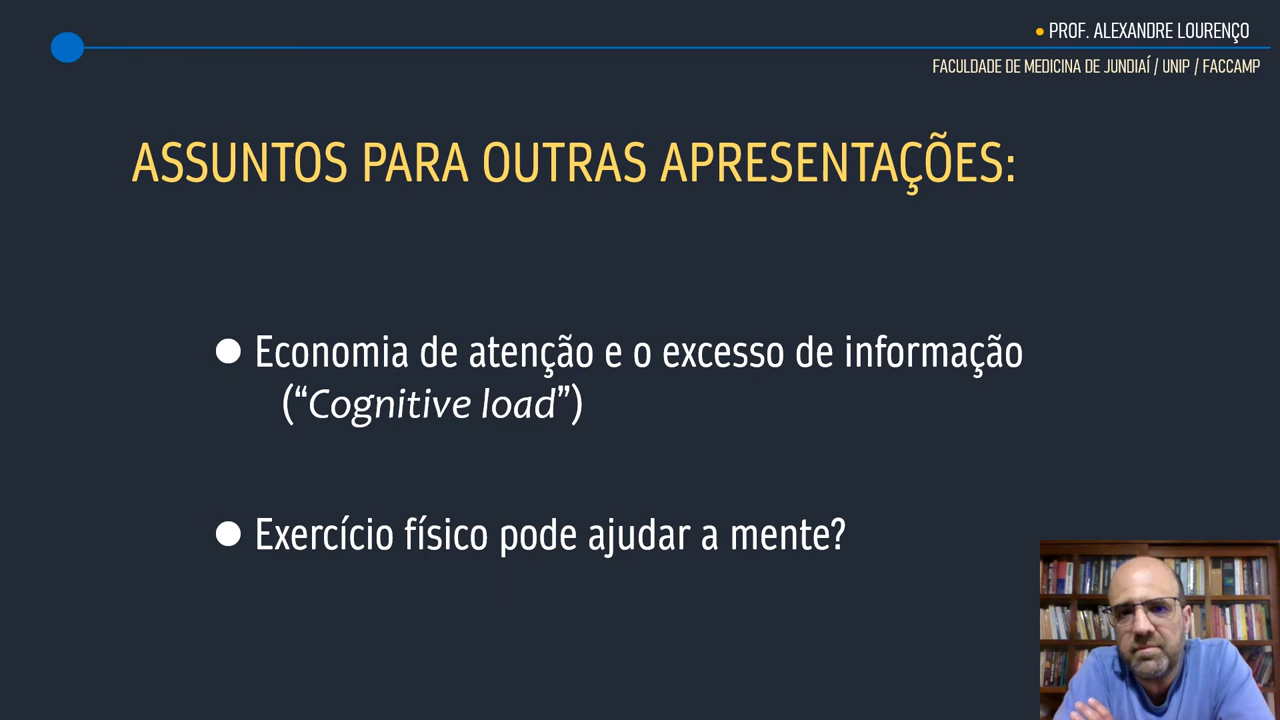 • PROF. ALEXANDRE LOURENÇO
FACULDADE DE MEDICINA DE JUNDIAÍ / UNIP / FACCAMP
ASSUNTOS PARA OUTRAS APRESENTAÇÕES:
● Economia de atenção e o excesso de informação
(“Cognitive load”)
● Exercício físico pode ajudar a mente?